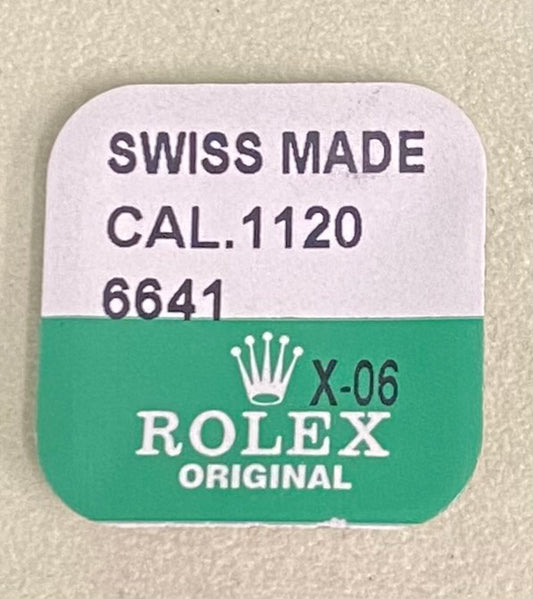 SWISS MADE
CAL.1120
6641
X-06
ROLEX
ORIGINAL